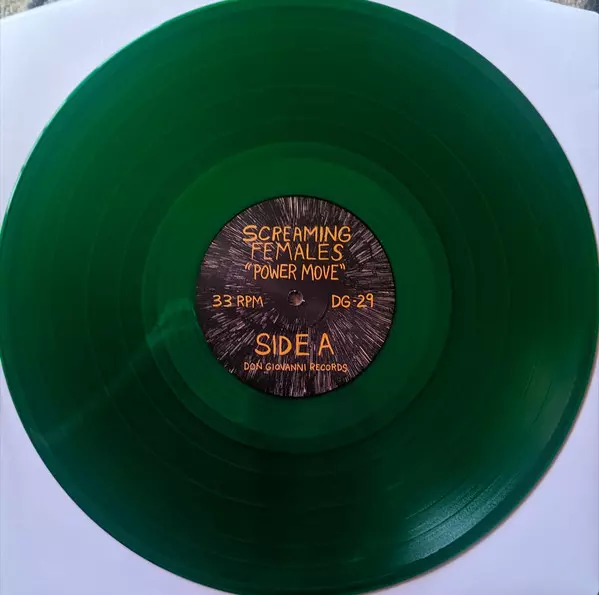 SCREAMING
FEMALES
"POWER MOVE"
33 RPM DG-29
SIDE A
DON GIOVANNI RECORDS